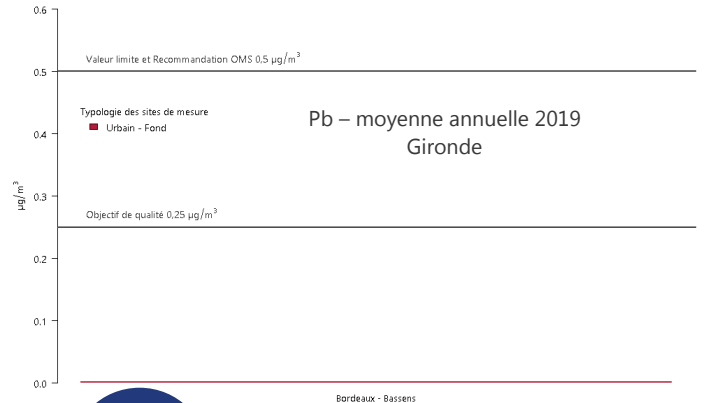 0.6
Valeur limite et Recommandation OMS 0,5 µg/m³
0.5
Typologie des sites de mesure
Urbain - Fond
Pb – moyenne annuelle 2019
Gironde
0.4
µg/m³
0.3
Objectif de qualité 0,25 µg/m³
0.2
0.1
0.0
Bordeaux - Bassens